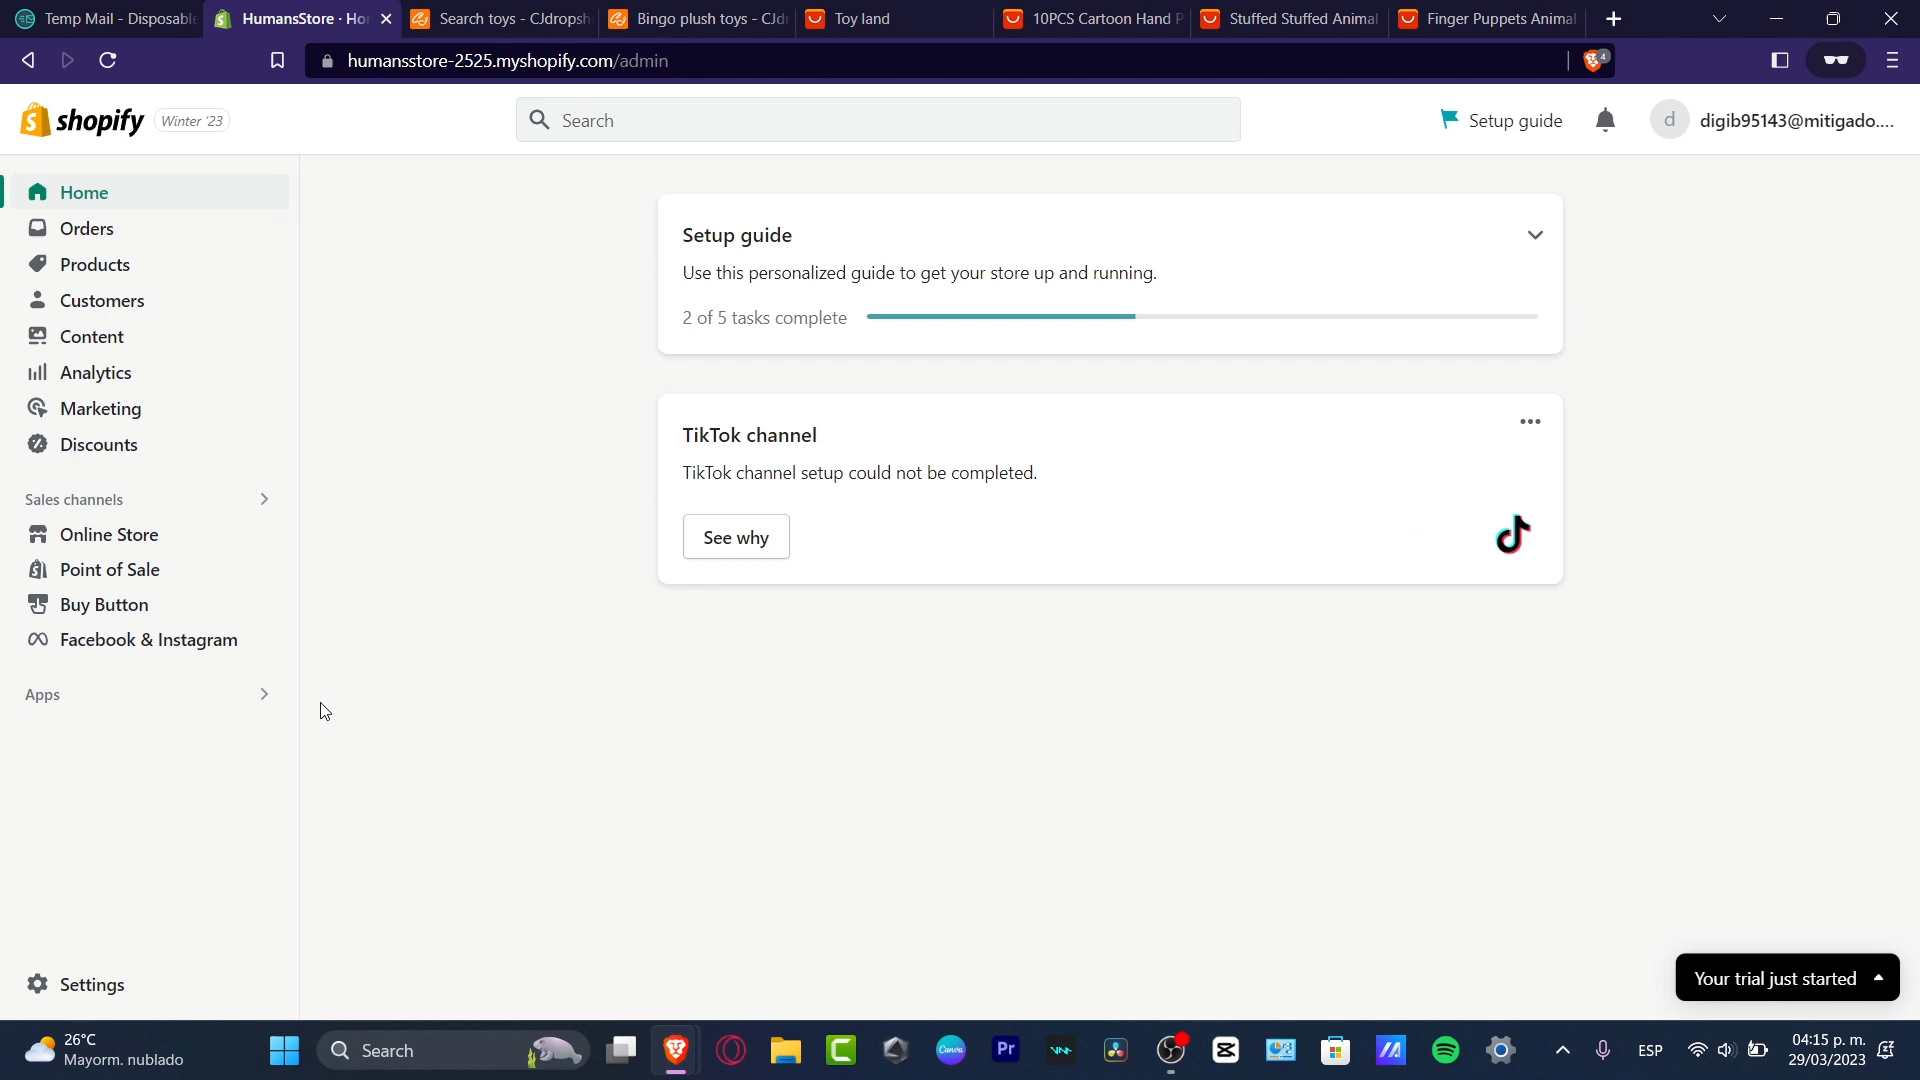 Temp Mail - Disposable
HumansStore · Ho
Search toys - CJdropsh
Bingo plush toys - CJdr
Toy land
10PCS Cartoon Hand P
Stuffed Stuffed Animal
Finger Puppets Animal
humansstore-2525.myshopify.com/admin
4
shopify
Winter '23
Search
Setup guide
d
digib95143@mitigado....
Home
Orders
Products
Customers
Content
Analytics
Marketing
Discounts
Sales channels
Online Store
Point of Sale
Buy Button
Facebook & Instagram
Apps
Settings
Setup guide
Use this personalized guide to get your store up and running.
2 of 5 tasks complete
TikTok channel
TikTok channel setup could not be completed.
See why
Your trial just started
26°C
Mayorm. nublado
Search
Canva
Pr
ESP
04:15 p. m.
29/03/2023